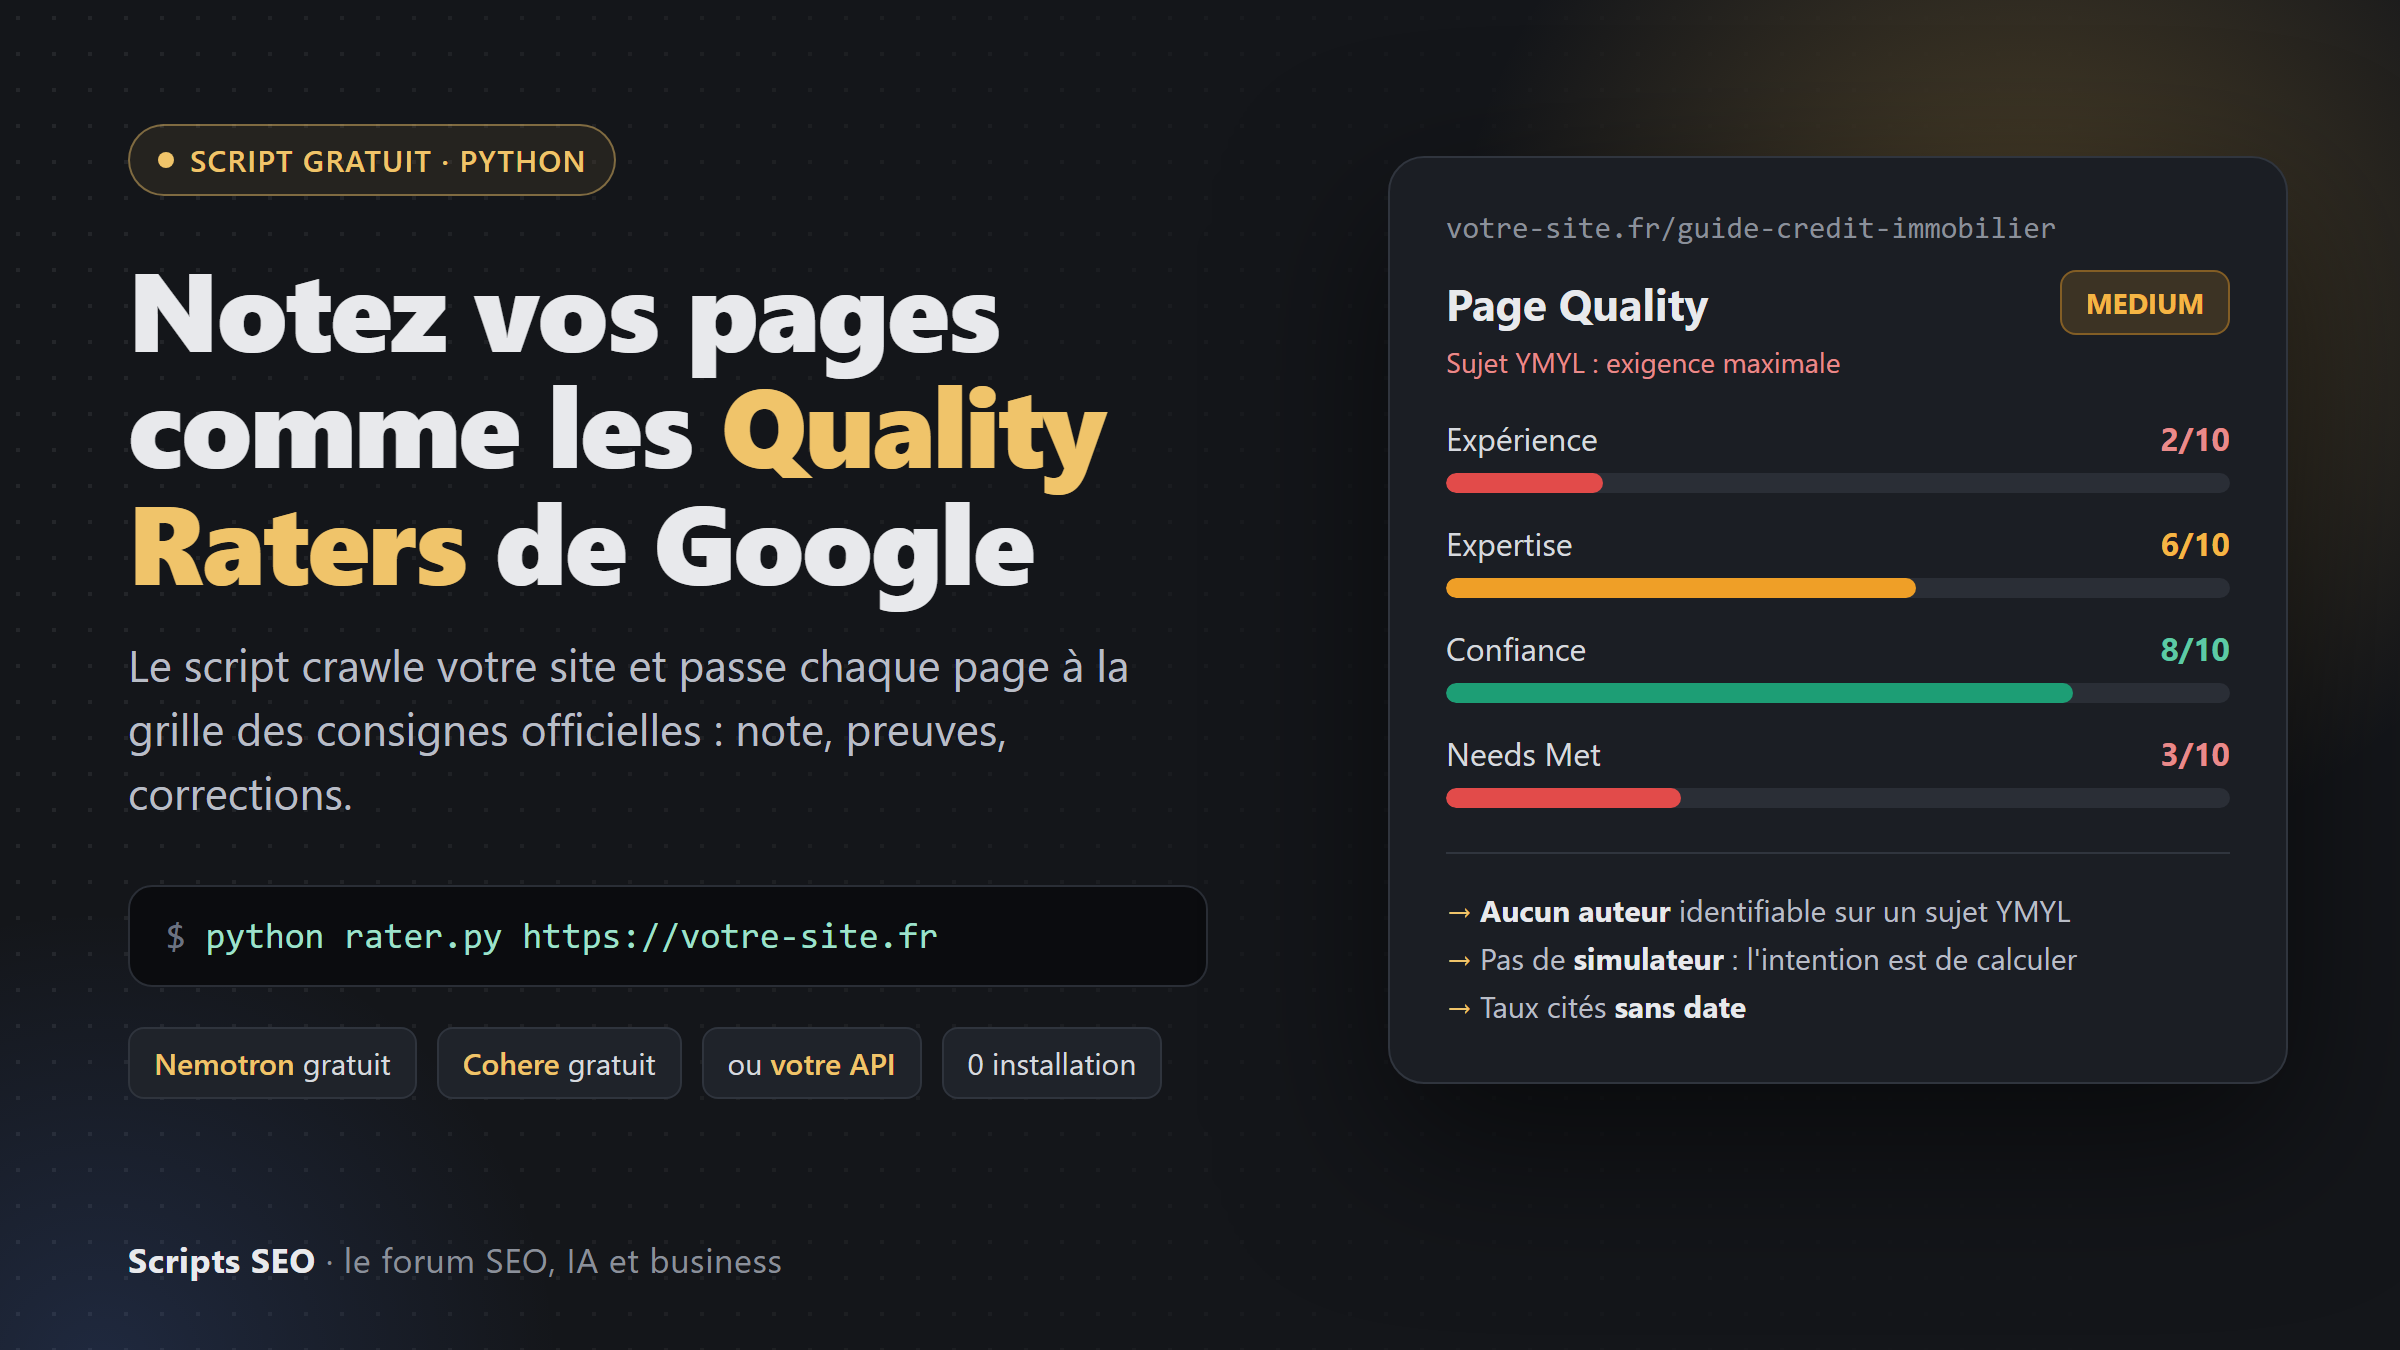 SCRIPT GRATUIT · PYTHON
Notez vos pages
comme les Quality
Raters de Google
Le script crawle votre site et passe chaque page à la
grille des consignes officielles : note, preuves,
corrections.
$ python rater.py https://votre-site.fr
Nemotron gratuit
Cohere gratuit
ou votre API
0 installation
Scripts SEO · le forum SEO, IA et business
votre-site.fr/guide-credit-immobilier
Page Quality
MEDIUM
Sujet YMYL : exigence maximale
Expérience 2/10
Expertise 6/10
Confiance 8/10
Needs Met 3/10
→ Aucun auteur identifiable sur un sujet YMYL
→ Pas de simulateur : l'intention est de calculer
→ Taux cités sans date